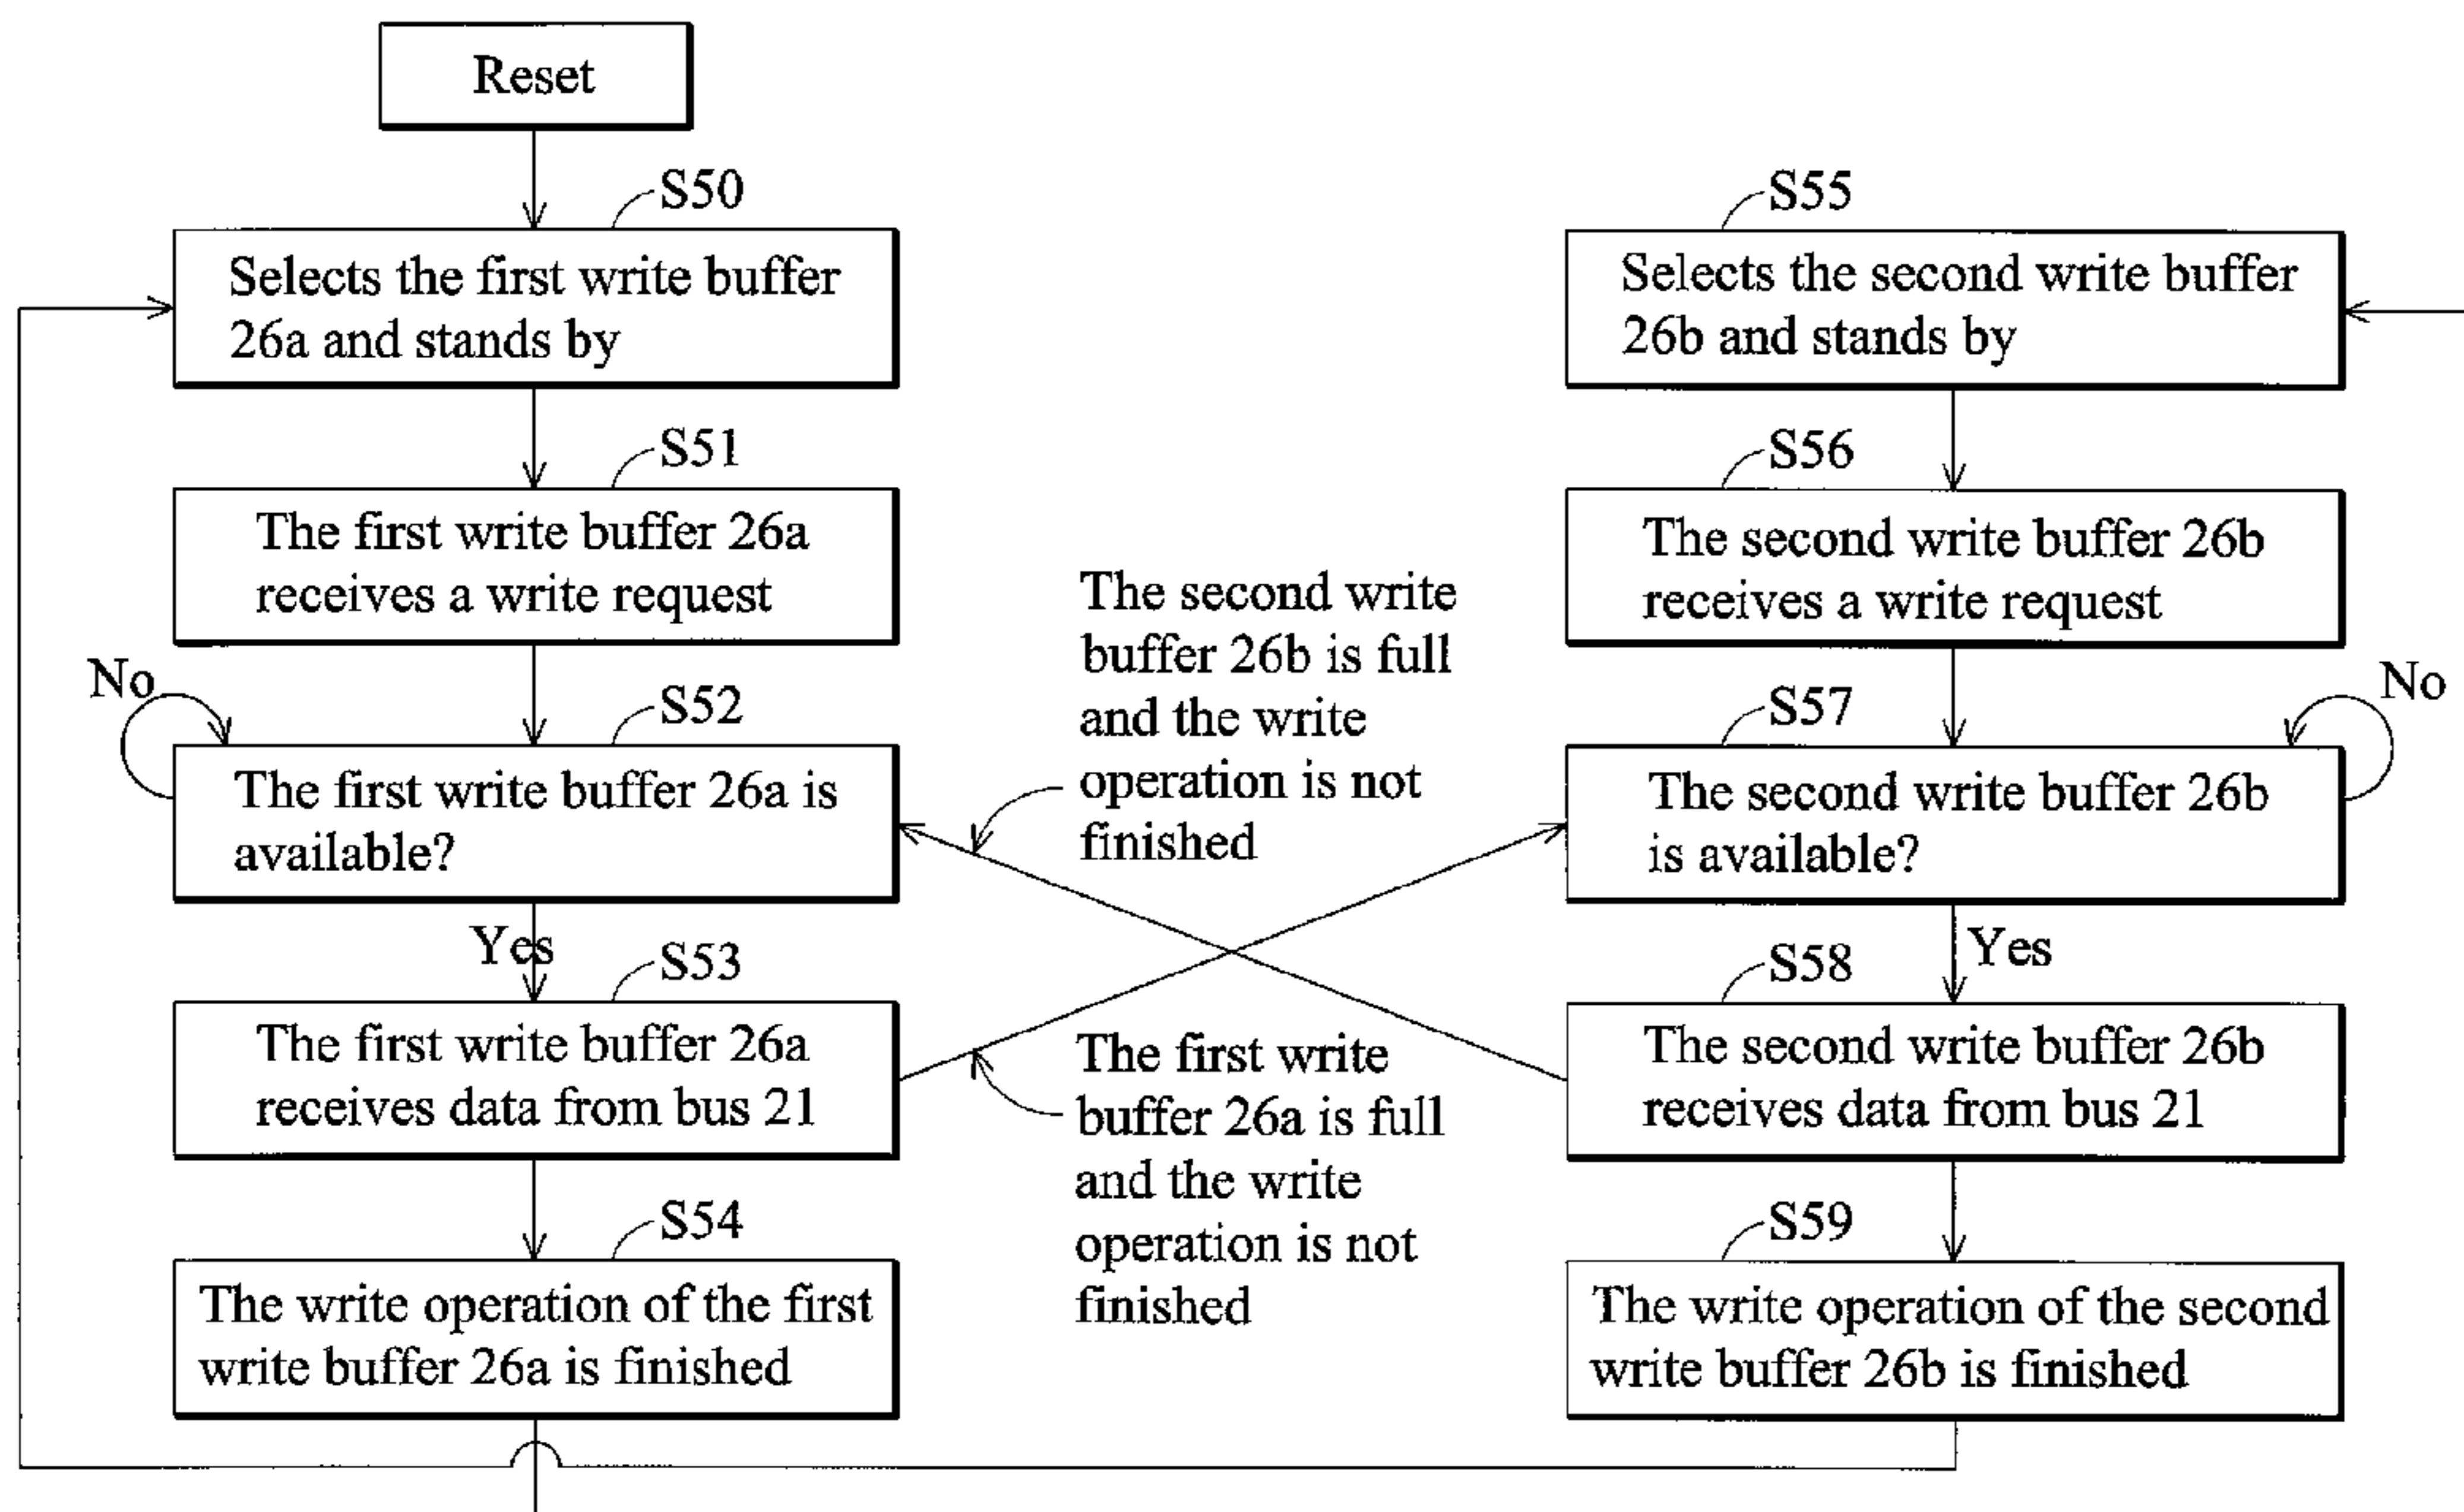 Reset
S50
Selects the first write buffer
26a and stands by
S51
The first write buffer 26a
receives a write request
No
S52
The first write buffer 26a is
available?
Yes
S53
The first write buffer 26a
receives data from bus 21
S54
The write operation of the first
write buffer 26a is finished
The second write
buffer 26b is full
and the write
operation is not
finished
The first write
buffer 26a is full
and the write
operation is not
finished
S55
Selects the second write buffer
26b and stands by
S56
The second write buffer 26b
receives a write request
No
S57
The second write buffer 26b
is available?
Yes
S58
The second write buffer 26b
receives data from bus 21
S59
The write operation of the second
write buffer 26b is finished